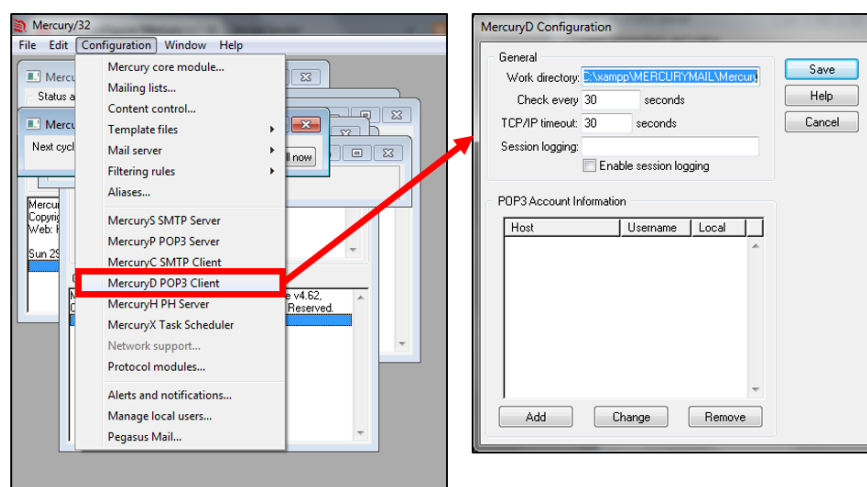 Mercury/32
File Edit Configuration Window Help
Mercury core module...
Mailing lists...
Content control...
Template files
Mail server
Filtering rules
Aliases...
MercuryS SMTP Server
MercuryP POP3 Server
MercuryC SMTP Client
MercuryD POP3 Client
MercuryH PH Server
MercuryX Task Scheduler
Network support...
Protocol modules...
Alerts and notifications...
Manage local users...
Pegasus Mail...
Mercu
Status a
Mercu
Next cycl
ll now
Mercur
Copyrig
Web:
Sun 29
e v4.62,
Reserved.
MercuryD Configuration
General
Work directory: C:\xampp\MERCURYMAIL\Mercury
Check every 30 seconds
TCP/IP timeout: 30 seconds
Session logging:
Enable session logging
Save
Help
Cancel
POP3 Account Information
Host Username Local
Add Change Remove